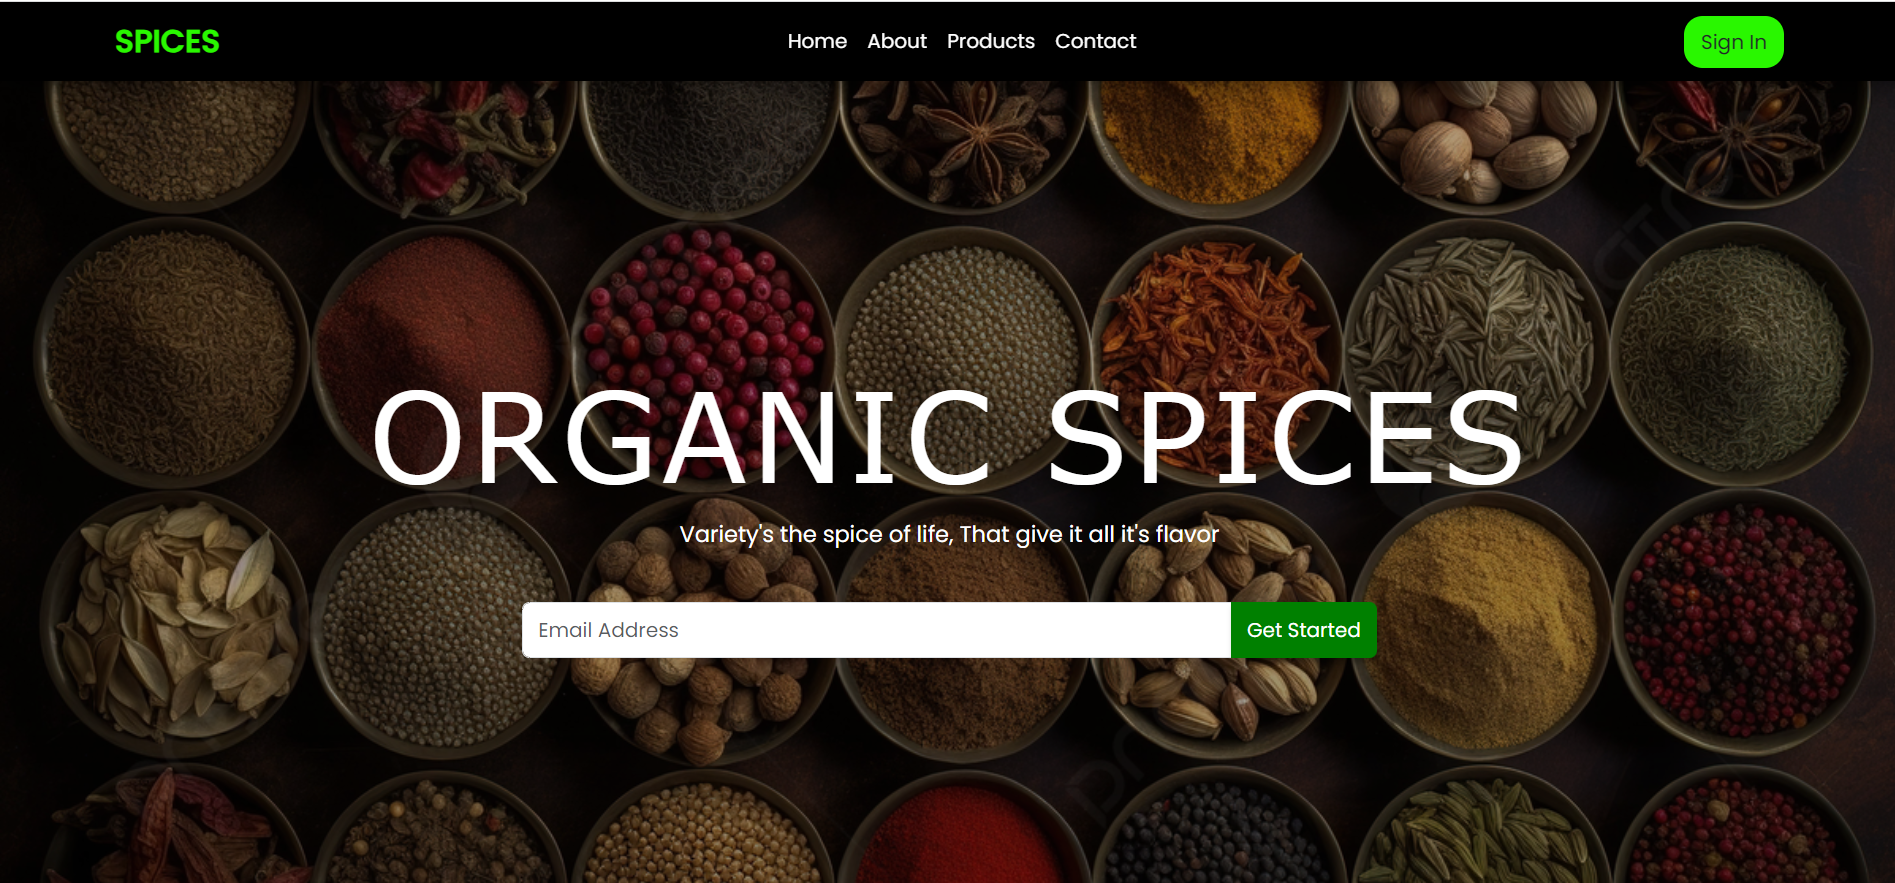 SPICES
Home About Products Contact
Sign In
ORGANIC SPICES
Variety's the spice of life, That give it all it's flavor
Email Address
Get Started